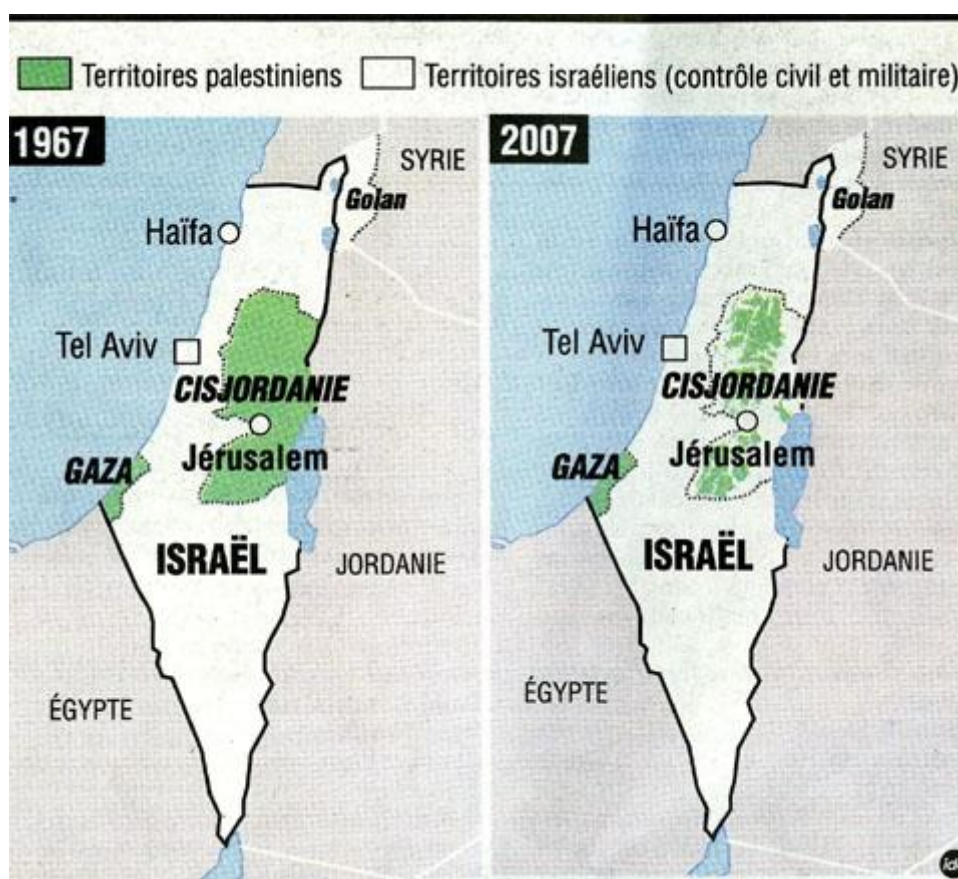 Territoires palestiniens
Territoires israéliens (contrôle civil et militaire)
1967
SYRIE
Golan
Haïfa
Tel Aviv
CISJORDANIE
Jérusalem
GAZA
ISRAËL
JORDANIE
ÉGYPTE
2007
SYRIE
Golan
Haïfa
Tel Aviv
CISJORDANIE
Jérusalem
GAZA
ISRAËL
JORDANIE
ÉGYPTE